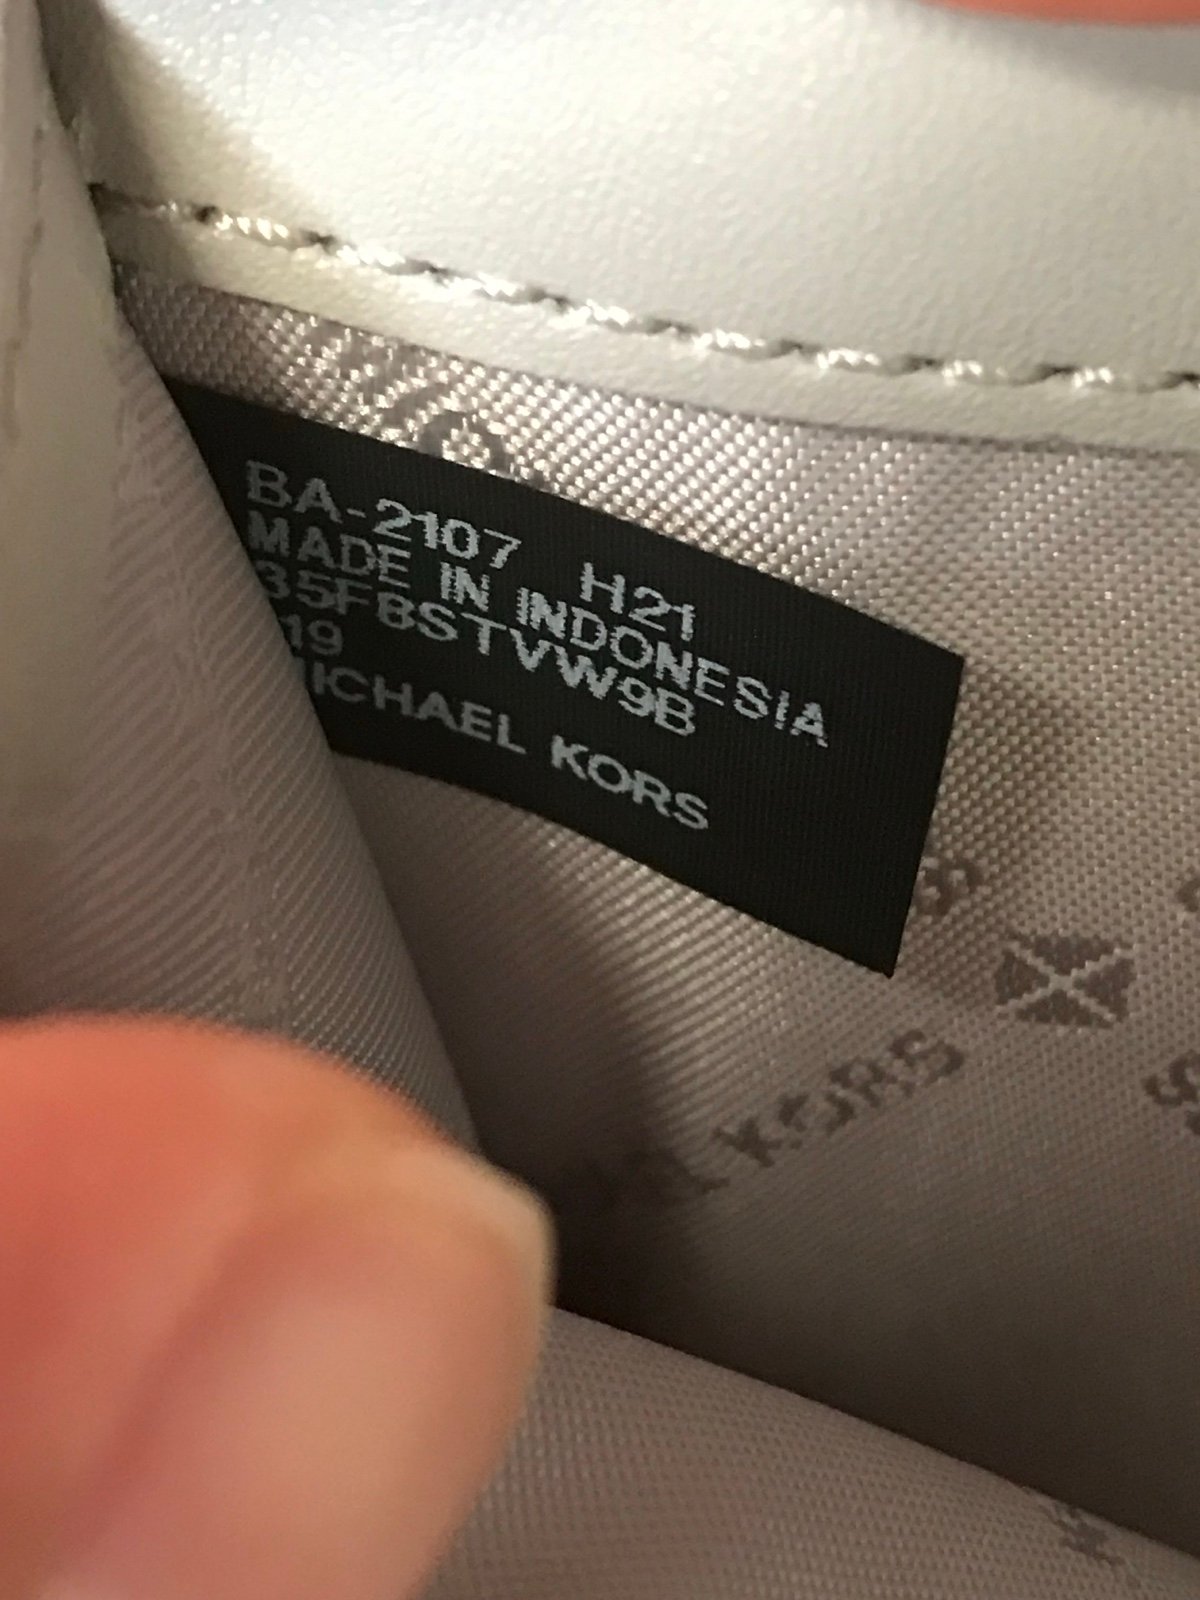 BA-2107 H21
MADE IN INDONESIA
35F8STVW9B
19
MICHAEL KORS
KORS